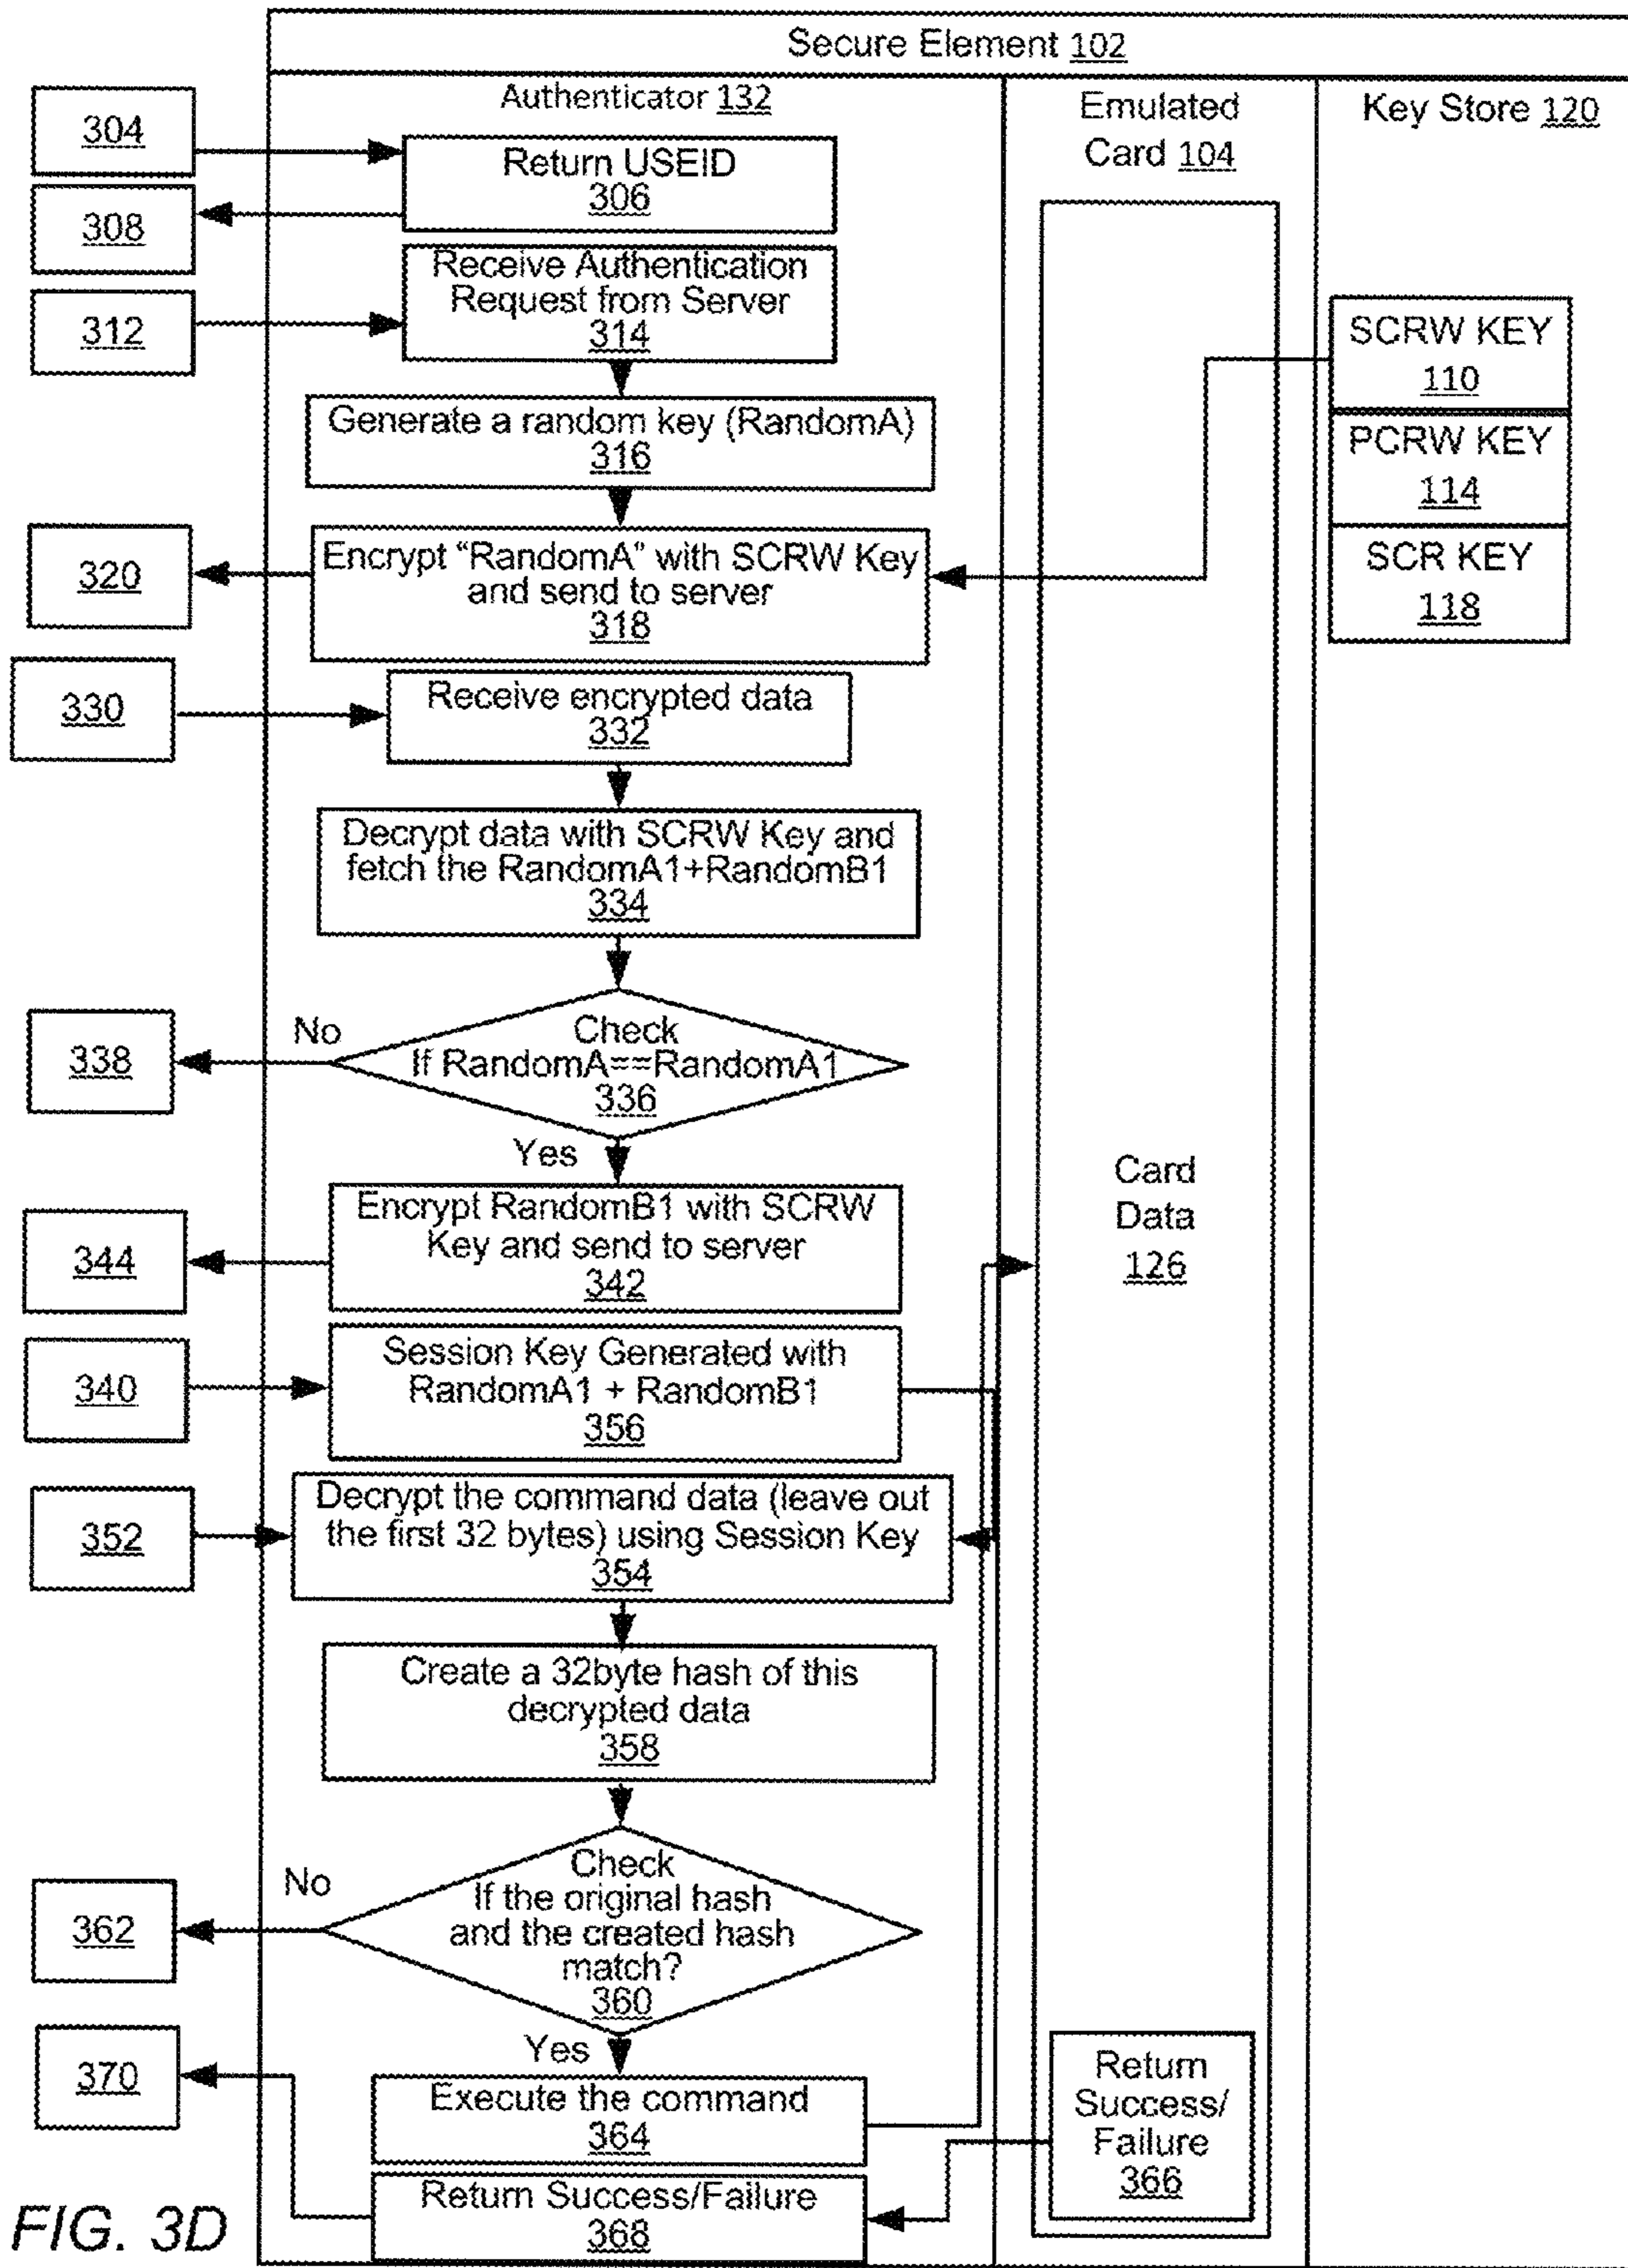 Secure Element 102
Authenticator 132
Emulated
Card 104
Key Store 120
304
Return USEID
306
308
Receive Authentication
Request from Server
314
312
SCRW KEY
110
PCRW KEY
114
SCR KEY
118
Generate a random key (RandomA)
316
Encrypt “RandomA” with SCRW Key
and send to server
318
320
330
Receive encrypted data
332
Decrypt data with SCRW Key and
fetch the RandomA1+RandomB1
334
No
338
Check
If RandomA==RandomA1
336
Yes
Card
Data
126
Encrypt RandomB1 with SCRW
Key and send to server
342
344
340
Session Key Generated with
RandomA1 + RandomB1
356
352
Decrypt the command data (leave out
the first 32 bytes) using Session Key
354
Create a 32byte hash of this
decrypted data
358
No
362
Check
If the original hash
and the created hash
match?
360
Yes
370
Execute the command
364
Return
Success/
Failure
366
Return Success/Failure
368
FIG. 3D